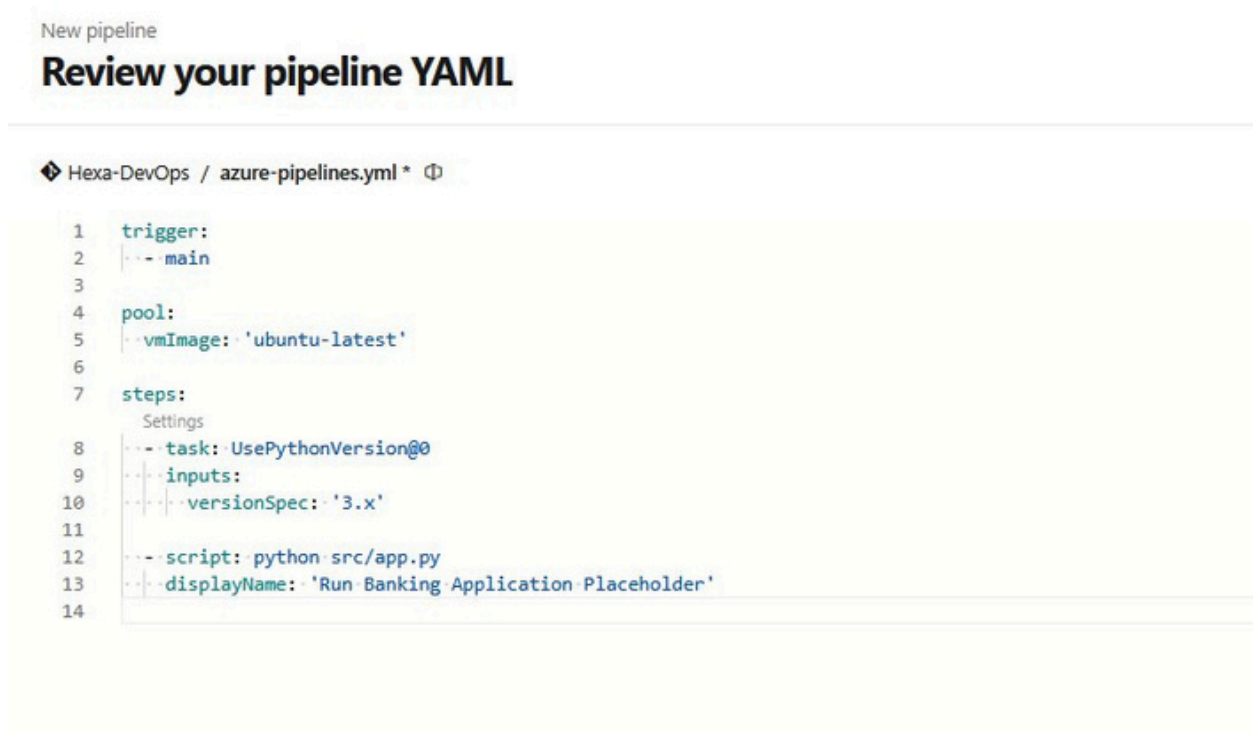 New pipeline
Review your pipeline YAML
Hexa-DevOps / azure-pipelines.yml *
1 trigger:
2   - main
3
4 pool:
5   vmImage: 'ubuntu-latest'
6
7 steps:
Settings
8   - task: UsePythonVersion@0
9     inputs:
10       versionSpec: '3.x'
11
12   - script: python src/app.py
13     displayName: 'Run Banking Application Placeholder'
14